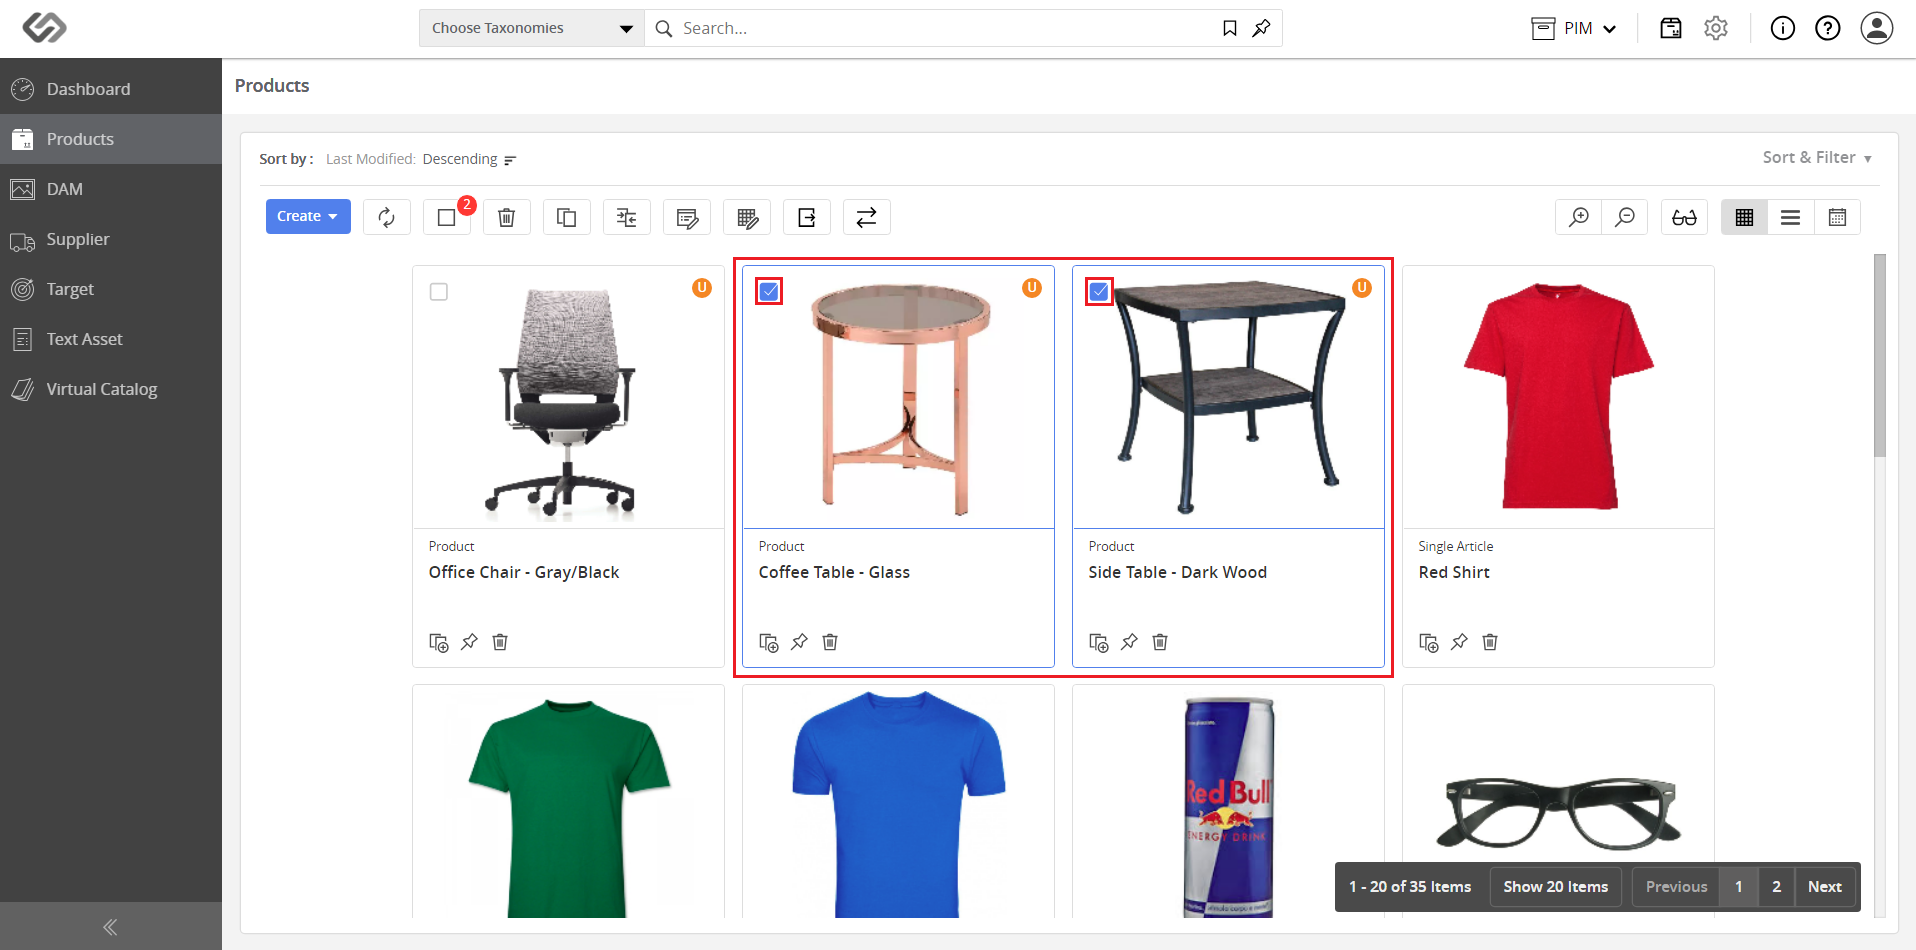 Choose Taxonomies
Search...
PIM
Dashboard
Products
DAM
Supplier
Target
Text Asset
Virtual Catalog
Products
Sort by : Last Modified: Descending
Sort & Filter
Create
2
U
U
U
Product
Office Chair - Gray/Black
Product
Coffee Table - Glass
Product
Side Table - Dark Wood
Single Article
Red Shirt
Red Bull
ENERGY DRINK
1 - 20 of 35 Items
Show 20 Items
Previous 1 2 Next